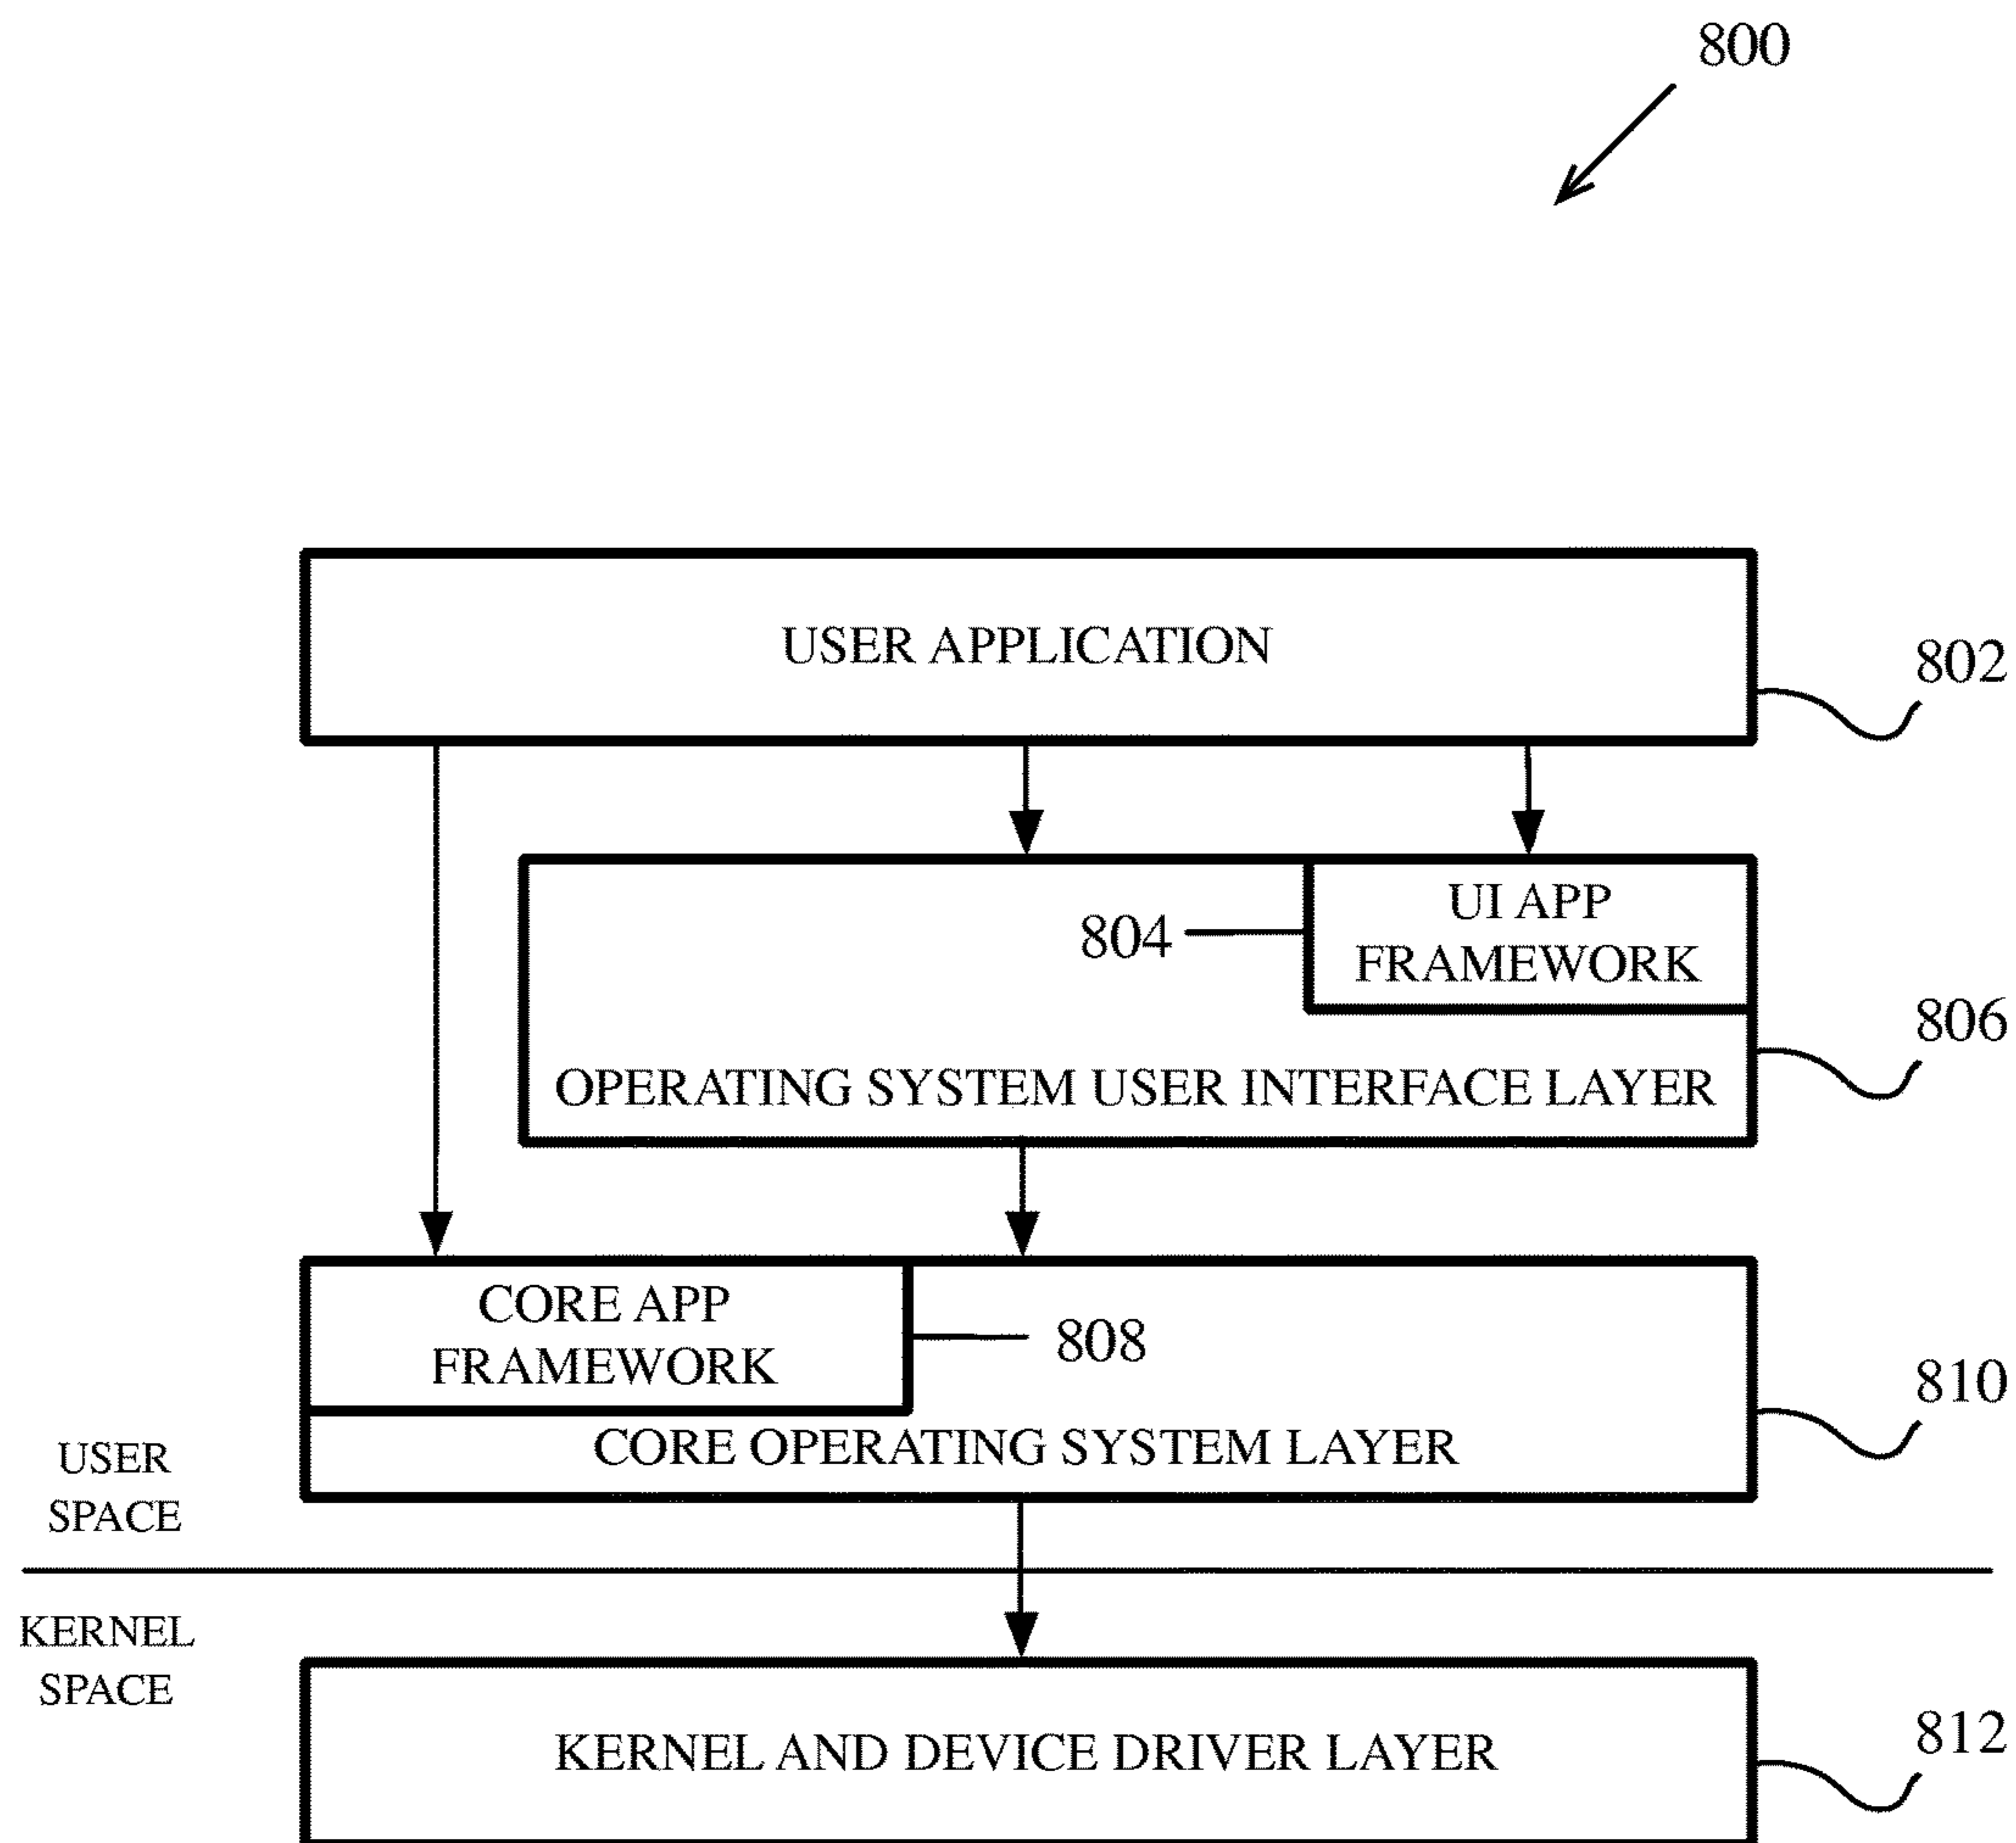 800
USER APPLICATION
802
804
UI APP
FRAMEWORK
806
OPERATING SYSTEM USER INTERFACE LAYER
CORE APP
FRAMEWORK
808
810
CORE OPERATING SYSTEM LAYER
USER
SPACE
KERNEL
SPACE
KERNEL AND DEVICE DRIVER LAYER
812